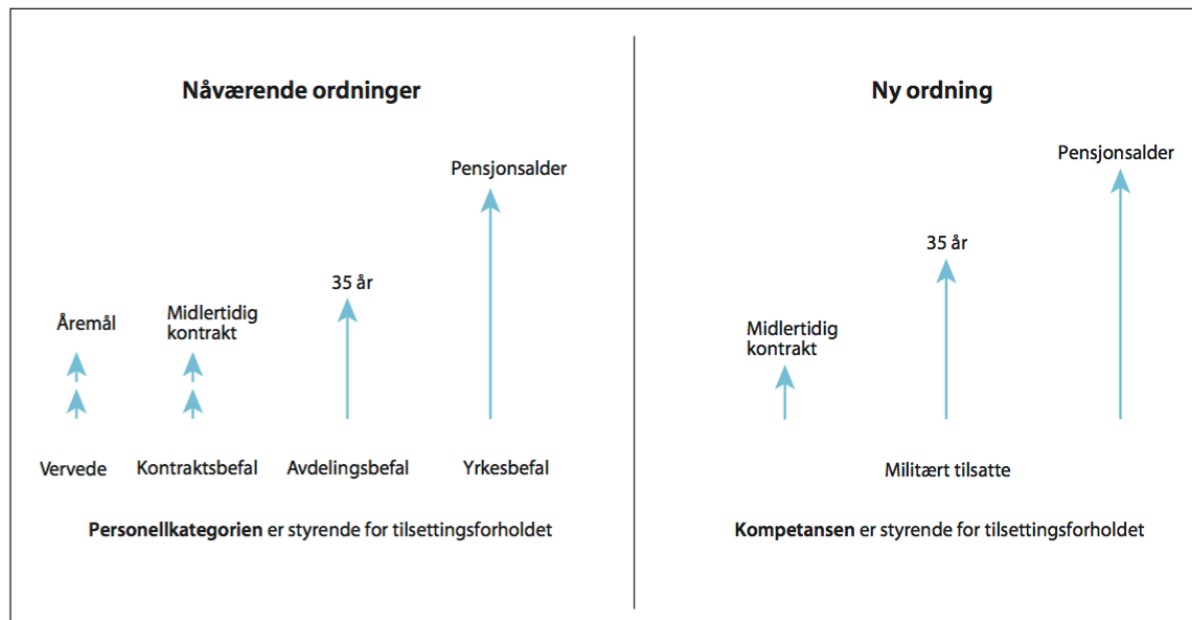 Nåværende ordninger
Pensjonsalder
35 år
Åremål
Midlertidig
kontrakt
Vervede
Kontraktsbefal
Avdelingsbefal
Yrkesbefal
Personellkategorien er styrende for tilsettingsforholdet
Ny ordning
Pensjonsalder
35 år
Midlertidig
kontrakt
Militært tilsatte
Kompetansen er styrende for tilsettingsforholdet